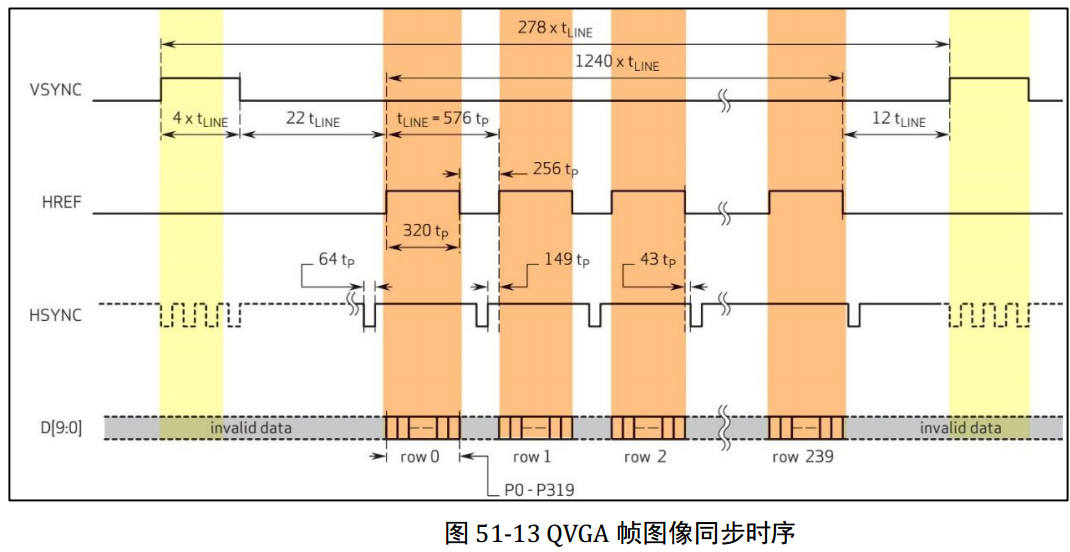 278 x tLINE
1240 x tLINE
VSYNC
4 x tLINE
22 tLINE
tLINE = 576 tP
12 tLINE
256 tP
HREF
320 tP
64 tP
149 tP
43 tP
HSYNC
D[9:0]
invalid data
invalid data
row 0
row 1
row 2
row 239
P0 - P319
图 51-13 QVGA 帧图像同步时序